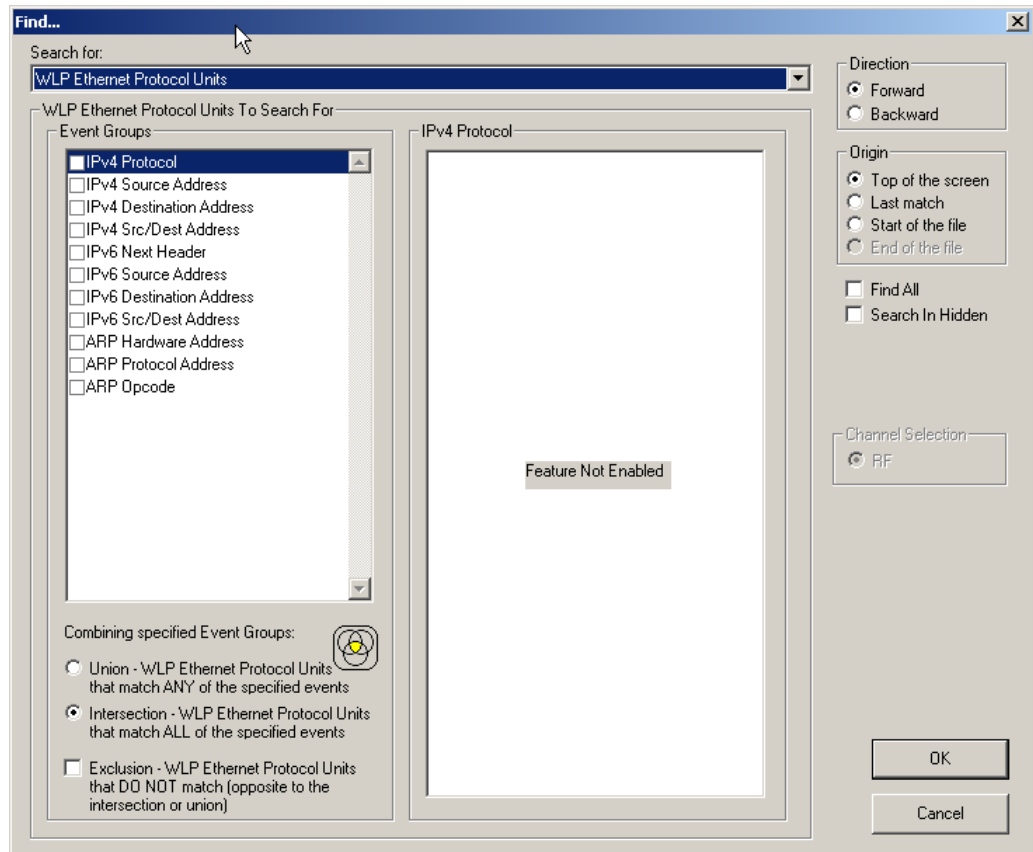 Find...
Search for:
WLP Ethernet Protocol Units
WLP Ethernet Protocol Units To Search For
Event Groups
IPv4 Protocol
IPv4 Source Address
IPv4 Destination Address
IPv4 Src/Dest Address
IPv6 Next Header
IPv6 Source Address
IPv6 Destination Address
IPv6 Src/Dest Address
ARP Hardware Address
ARP Protocol Address
ARP Opcode
Combining specified Event Groups:
Union - WLP Ethernet Protocol Units
that match ANY of the specified events
Intersection - WLP Ethernet Protocol Units
that match ALL of the specified events
Exclusion - WLP Ethernet Protocol Units
that DO NOT match (opposite to the
intersection or union)
IPv4 Protocol
Feature Not Enabled
Direction
Forward
Backward
Origin
Top of the screen
Last match
Start of the file
End of the file
Find All
Search In Hidden
Channel Selection
RF
OK
Cancel